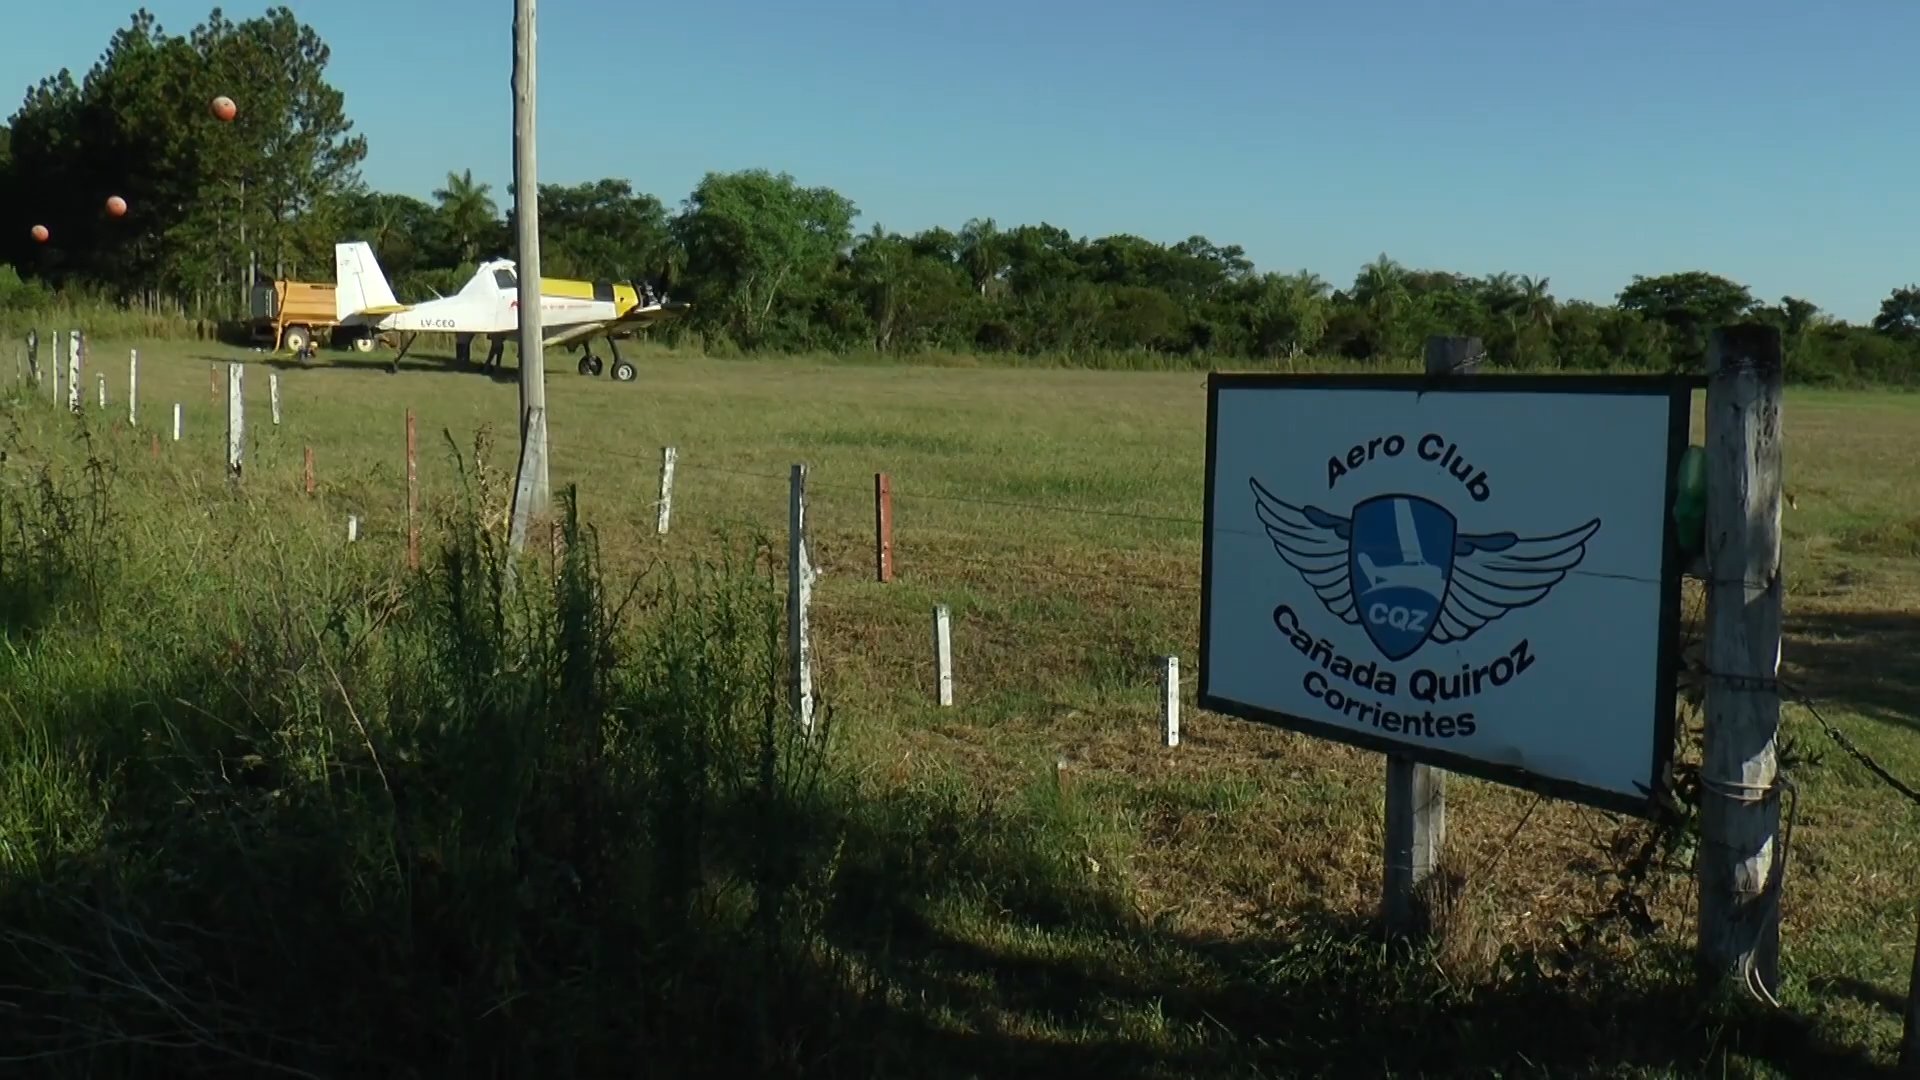 LV-CEQ
Aero Club
CQZ
Cañada Quiroz
Corrientes